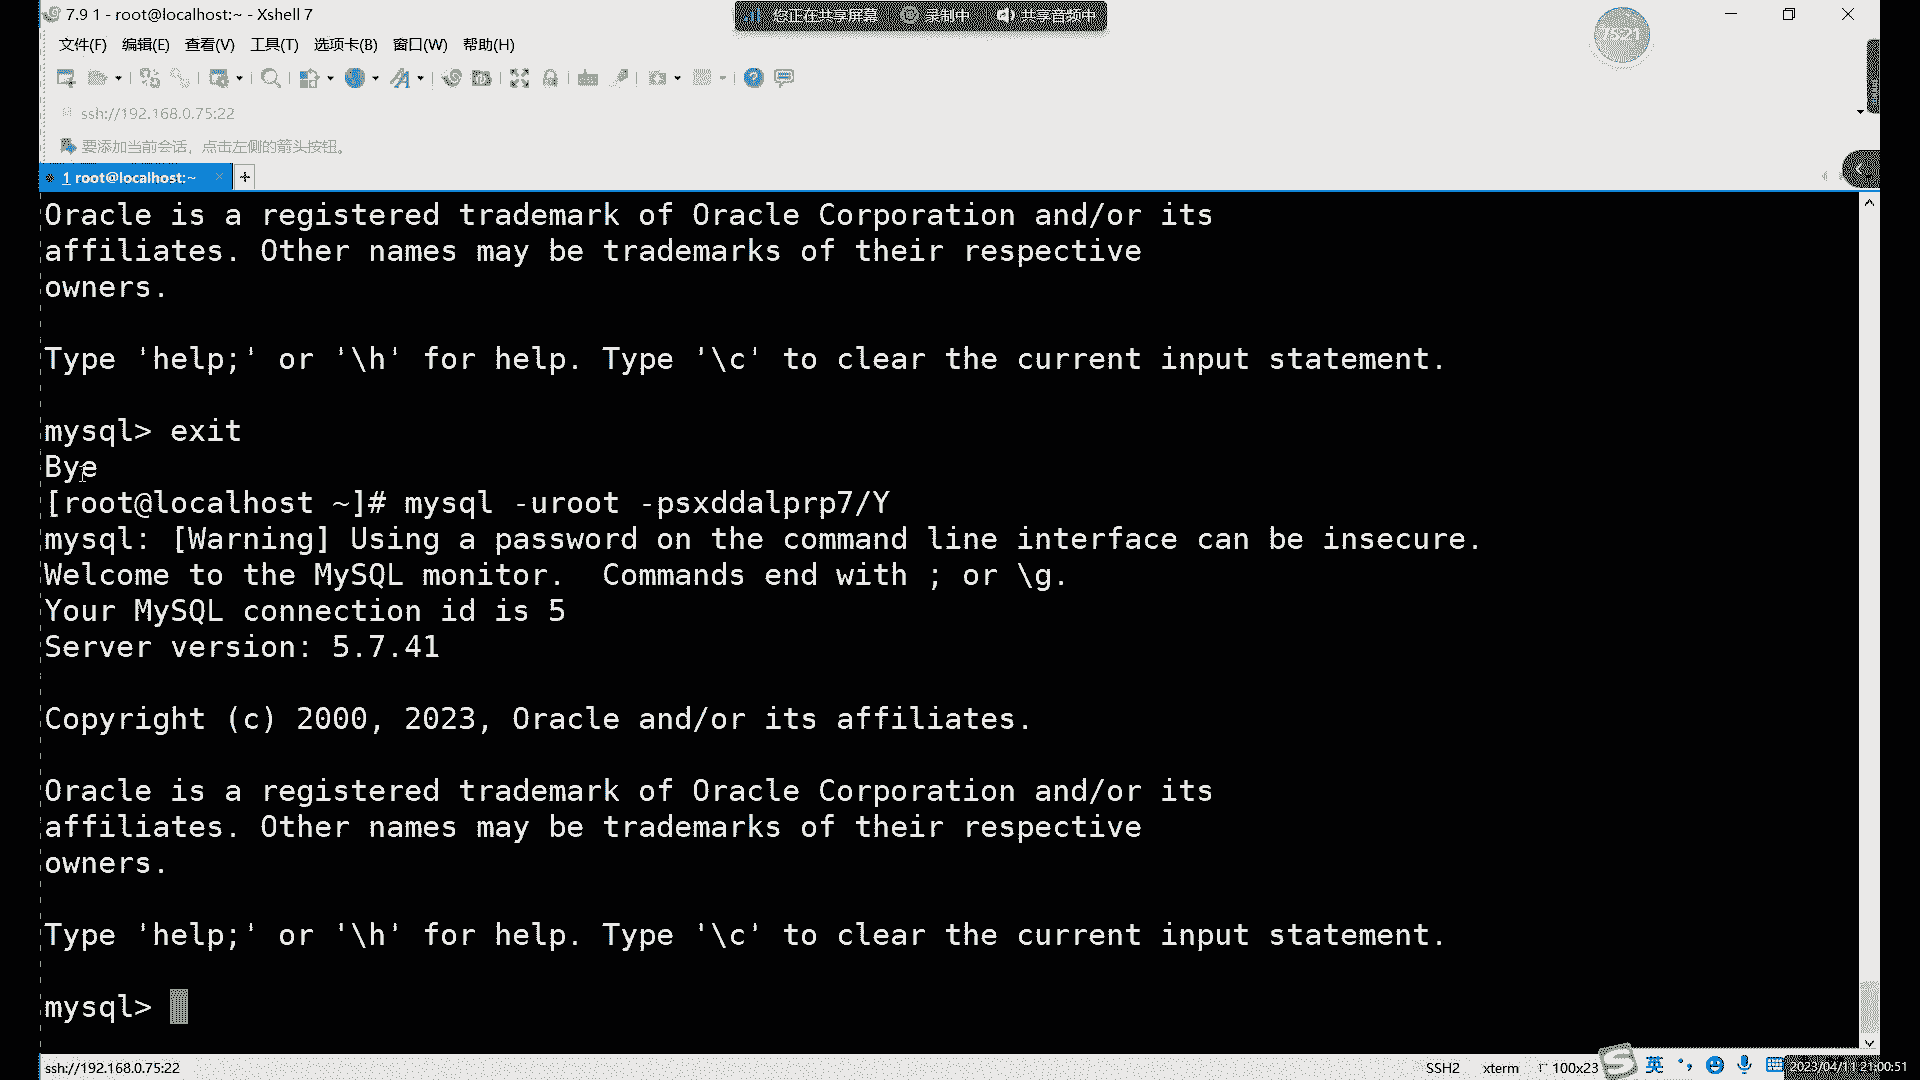 7.9 1 - root@localhost:~ - Xshell 7
您正在共享屏幕 录制中 共享音频中
75:21
文件(F) 编辑(E) 查看(V) 工具(T) 选项卡(B) 窗口(W) 帮助(H)
ssh://192.168.0.75:22
要添加当前会话，点击左侧的箭头按钮。
1 root@localhost:~
Oracle is a registered trademark of Oracle Corporation and/or its
affiliates. Other names may be trademarks of their respective
owners.
Type 'help;' or '\h' for help. Type '\c' to clear the current input statement.
mysql> exit
Bye
[root@localhost ~]# mysql -uroot -psxddalprp7/Y
mysql: [Warning] Using a password on the command line interface can be insecure.
Welcome to the MySQL monitor.  Commands end with ; or \g.
Your MySQL connection id is 5
Server version: 5.7.41
Copyright (c) 2000, 2023, Oracle and/or its affiliates.
Oracle is a registered trademark of Oracle Corporation and/or its
affiliates. Other names may be trademarks of their respective
owners.
Type 'help;' or '\h' for help. Type '\c' to clear the current input statement.
mysql>
ssh://192.168.0.75:22 SSH2 xterm 100x23 英 2023/04/11 21:00:51